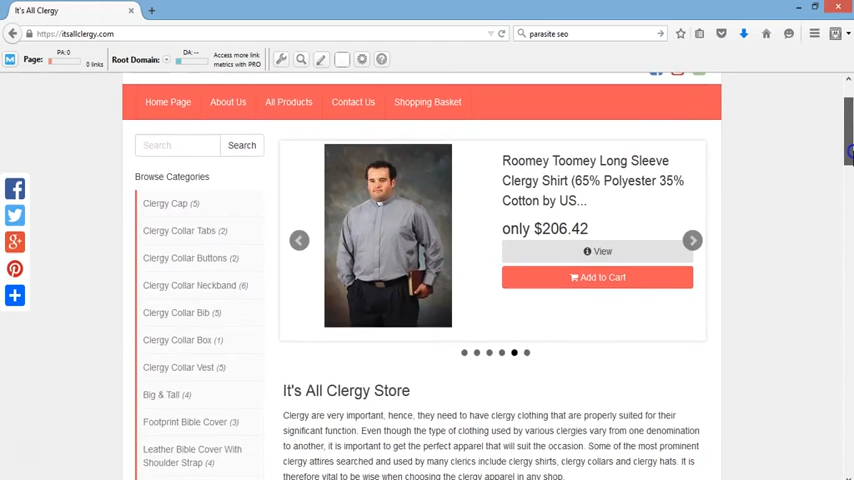 It's All Clergy
https://itsallclergy.com
parasite seo
Page:
PA: 0
0 links
Root Domain:
DA: --
Access more link
metrics with PRO
Home Page
About Us
All Products
Contact Us
Shopping Basket
Search...
Search
Browse Categories
Clergy Cap (5)
Clergy Collar Tabs (2)
Clergy Collar Buttons (2)
Clergy Collar Neckband (6)
Clergy Collar Bib (5)
Clergy Collar Box (1)
Clergy Collar Vest (5)
Big & Tall (4)
Footprint Bible Cover (3)
Leather Bible Cover With
Shoulder Strap (4)
Roomey Toomey Long Sleeve
Clergy Shirt (65% Polyester 35%
Cotton by US...
only $206.42
View
Add to Cart
It's All Clergy Store
Clergy are very important, hence, they need to have clergy clothing that are properly suited for their
significant function. Even though the type of clothing used by various clergies vary from one denomination
to another, it is important to get the perfect apparel that will suit the occasion. Some of the most prominent
clergy attires searched and used by many clerics include clergy shirts, clergy collars and clergy hats. it is
therefore vital to be wise when choosing the clergy apparel in any shop.